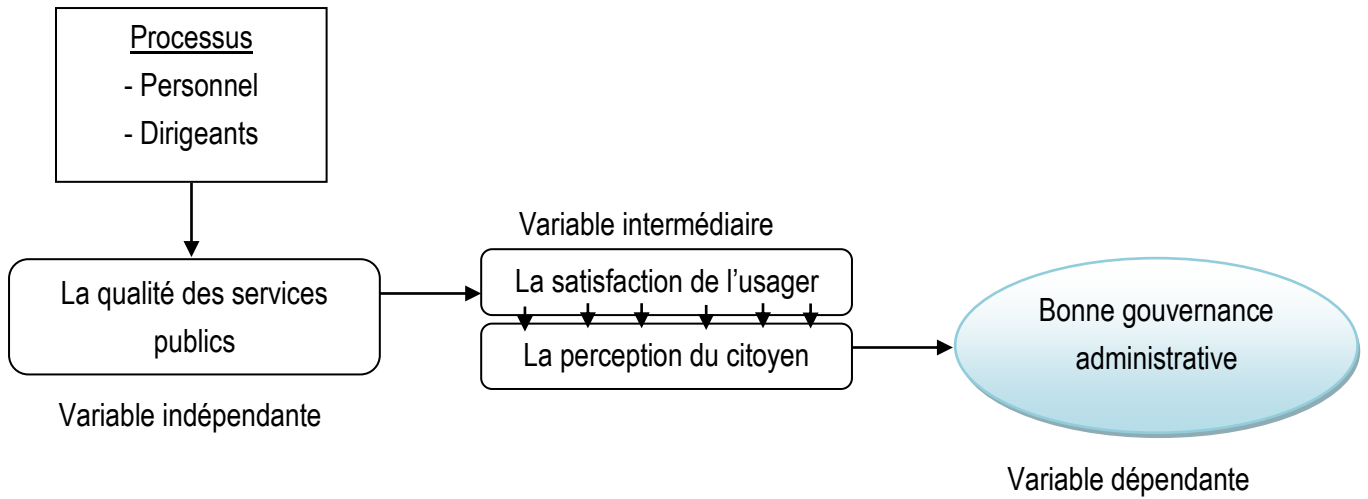 Processus
- Personnel
- Dirigeants
Variable intermédiaire
La qualité des services
publics
La satisfaction de l’usager
La perception du citoyen
Bonne gouvernance
administrative
Variable indépendante
Variable dépendante